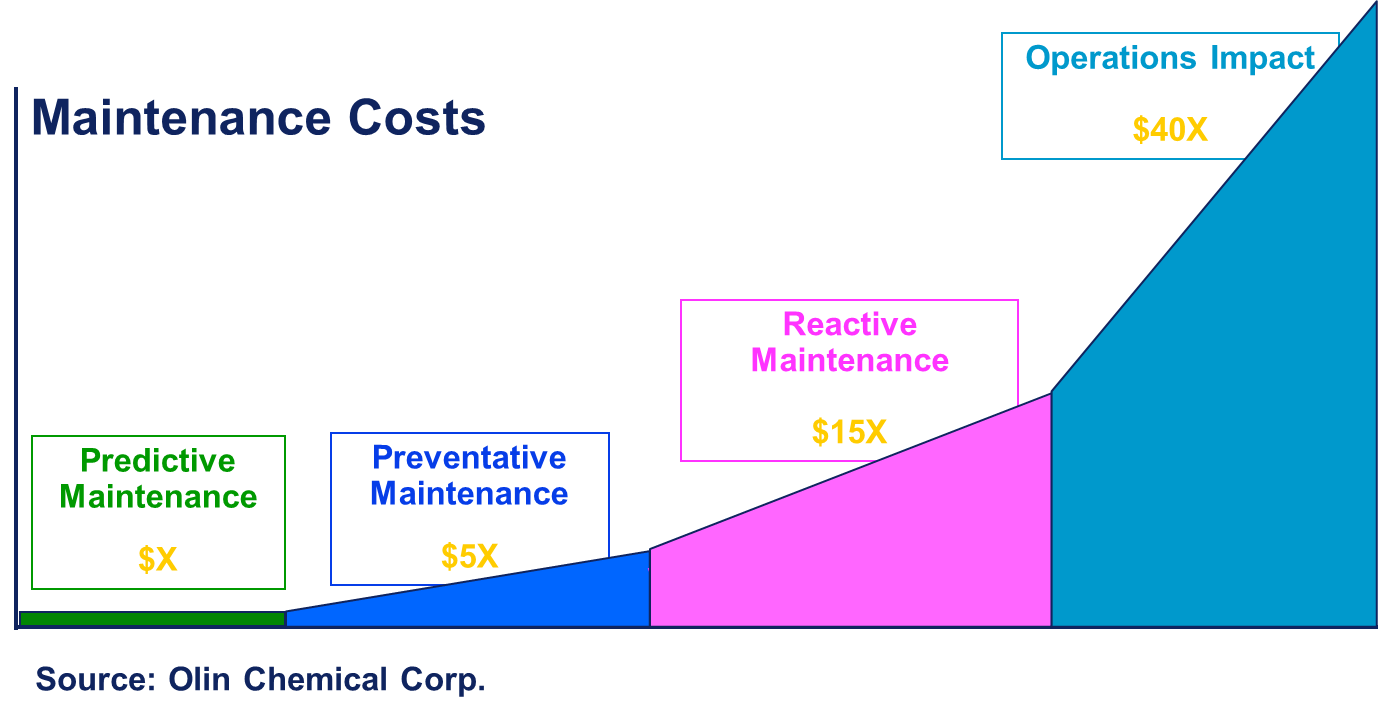 Maintenance Costs
Predictive
Maintenance
$X
Preventative
Maintenance
$5X
Reactive
Maintenance
$15X
Operations Impact
$40X
Source: Olin Chemical Corp.